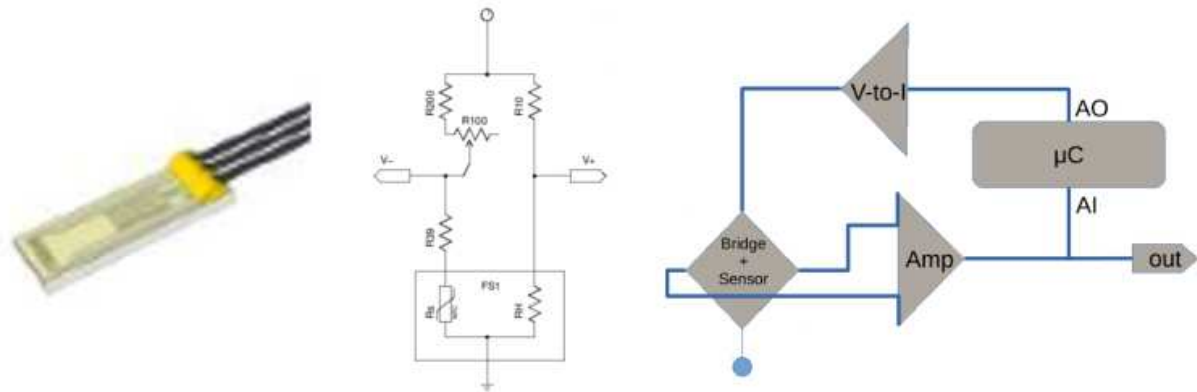 R200
R10
R100
V–
V+
R39
FS1
Rs
RH
V-to-I
AO
µC
AI
Bridge
+
Sensor
Amp
out